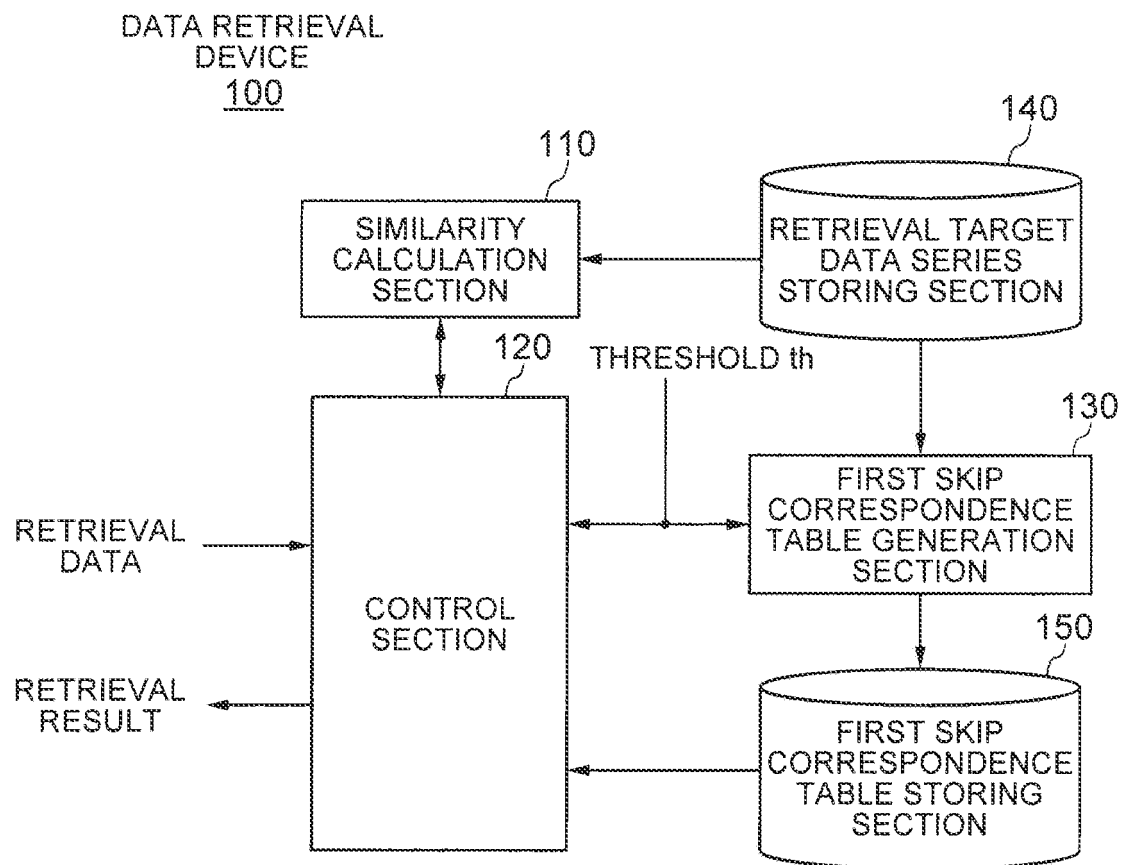 DATA RETRIEVAL
DEVICE
100
140
110
SIMILARITY
CALCULATION
SECTION
RETRIEVAL TARGET
DATA SERIES
STORING SECTION
120
THRESHOLD th
130
FIRST SKIP
CORRESPONDENCE
TABLE GENERATION
SECTION
RETRIEVAL
DATA
CONTROL
SECTION
150
RETRIEVAL
RESULT
FIRST SKIP
CORRESPONDENCE
TABLE STORING
SECTION